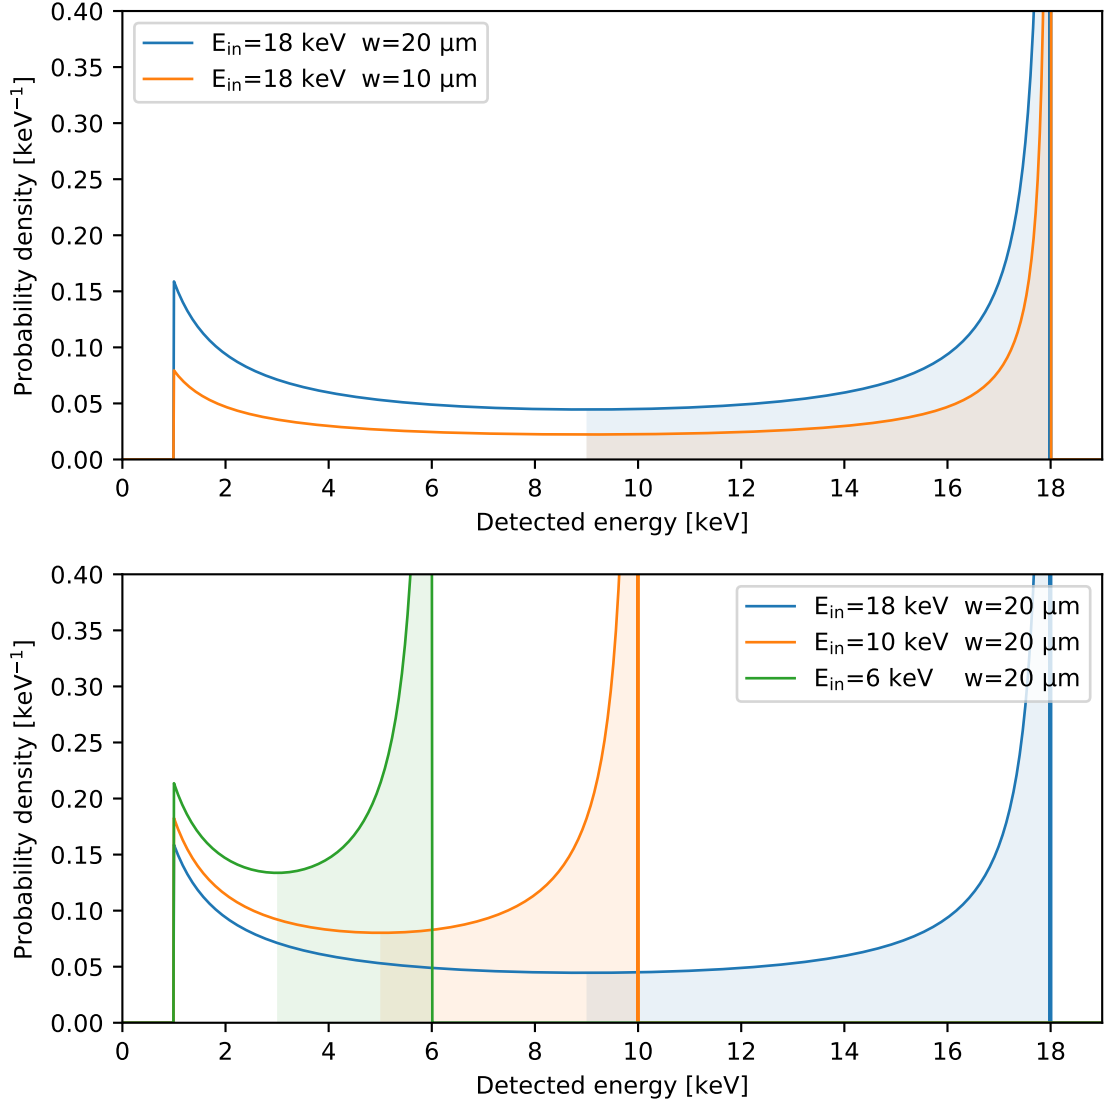 0.40
0.35
0.30
0.25
0.20
0.15
0.10
0.05
0.00
Probability density [keV⁻¹]
E_in=18 keV w=20 μm
E_in=18 keV w=10 μm
0 2 4 6 8 10 12 14 16 18
Detected energy [keV]
0.40
0.35
0.30
0.25
0.20
0.15
0.10
0.05
0.00
Probability density [keV⁻¹]
E_in=18 keV w=20 μm
E_in=10 keV w=20 μm
E_in=6 keV w=20 μm
0 2 4 6 8 10 12 14 16 18
Detected energy [keV]